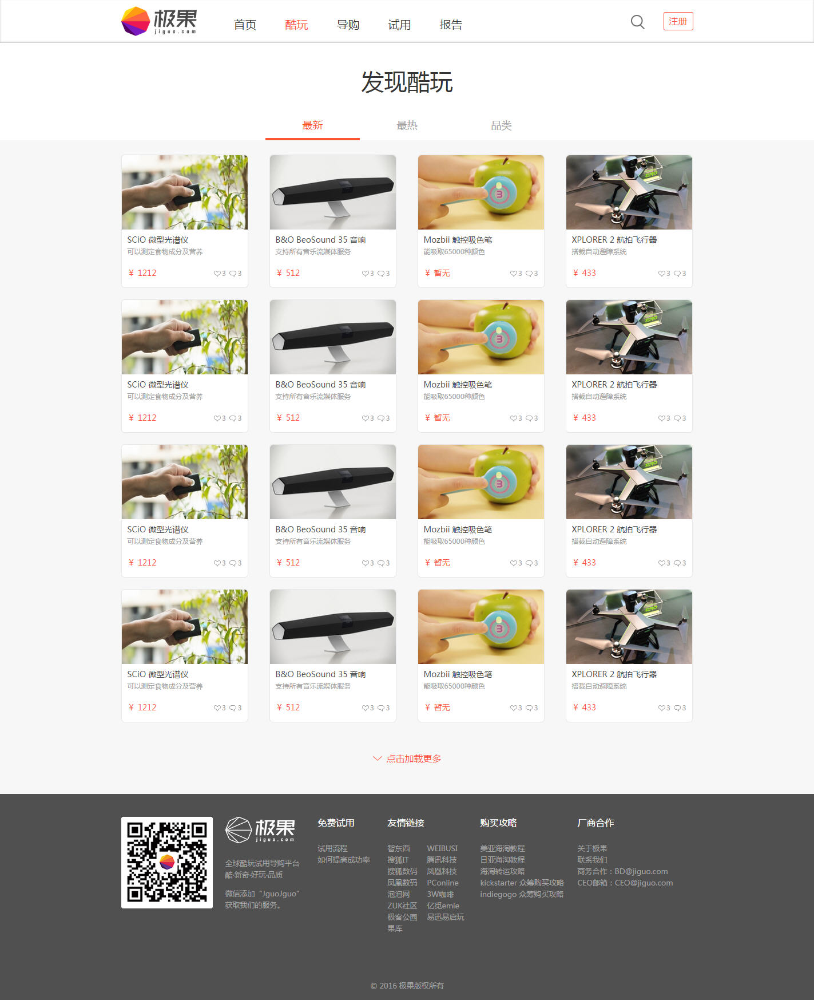 极果
jiguo.com
首页 酷玩 导购 试用 报告
注册
发现酷玩
最新 最热 品类
SCiO 微型光谱仪
可以测定食物成分及营养
¥ 1212 3 3
B&O BeoSound 35 音响
支持所有音乐流媒体服务
¥ 512 3 3
Mozbii 触控吸色笔
能吸取65000种颜色
¥ 暂无 3 3
XPLORER 2 航拍飞行器
搭载自动避障系统
¥ 433 3 3
SCiO 微型光谱仪
可以测定食物成分及营养
¥ 1212 3 3
B&O BeoSound 35 音响
支持所有音乐流媒体服务
¥ 512 3 3
Mozbii 触控吸色笔
能吸取65000种颜色
¥ 暂无 3 3
XPLORER 2 航拍飞行器
搭载自动避障系统
¥ 433 3 3
SCiO 微型光谱仪
可以测定食物成分及营养
¥ 1212 3 3
B&O BeoSound 35 音响
支持所有音乐流媒体服务
¥ 512 3 3
Mozbii 触控吸色笔
能吸取65000种颜色
¥ 暂无 3 3
XPLORER 2 航拍飞行器
搭载自动避障系统
¥ 433 3 3
SCiO 微型光谱仪
可以测定食物成分及营养
¥ 1212 3 3
B&O BeoSound 35 音响
支持所有音乐流媒体服务
¥ 512 3 3
Mozbii 触控吸色笔
能吸取65000种颜色
¥ 暂无 3 3
XPLORER 2 航拍飞行器
搭载自动避障系统
¥ 433 3 3
点击加载更多
极果
jiguo.com
全球酷玩试用导购平台
酷·新奇·好玩·品质
微信添加“JguoJguo”
获取我们的服务。
免费试用
试用流程
如何提高成功率
友情链接
智东西 WEIBUSI
搜狐IT 腾讯科技
搜狐数码 凤凰科技
凤凰数码 PConline
泡泡网 3W咖啡
ZUK社区 亿觅emie
极客公园 易迅易启玩
果库
购买攻略
美亚海淘教程
日亚海淘教程
海淘转运攻略
kickstarter 众筹购买攻略
indiegogo 众筹购买攻略
厂商合作
关于极果
联系我们
商务合作：BD@jiguo.com
CEO邮箱：CEO@jiguo.com
© 2016 极果版权所有